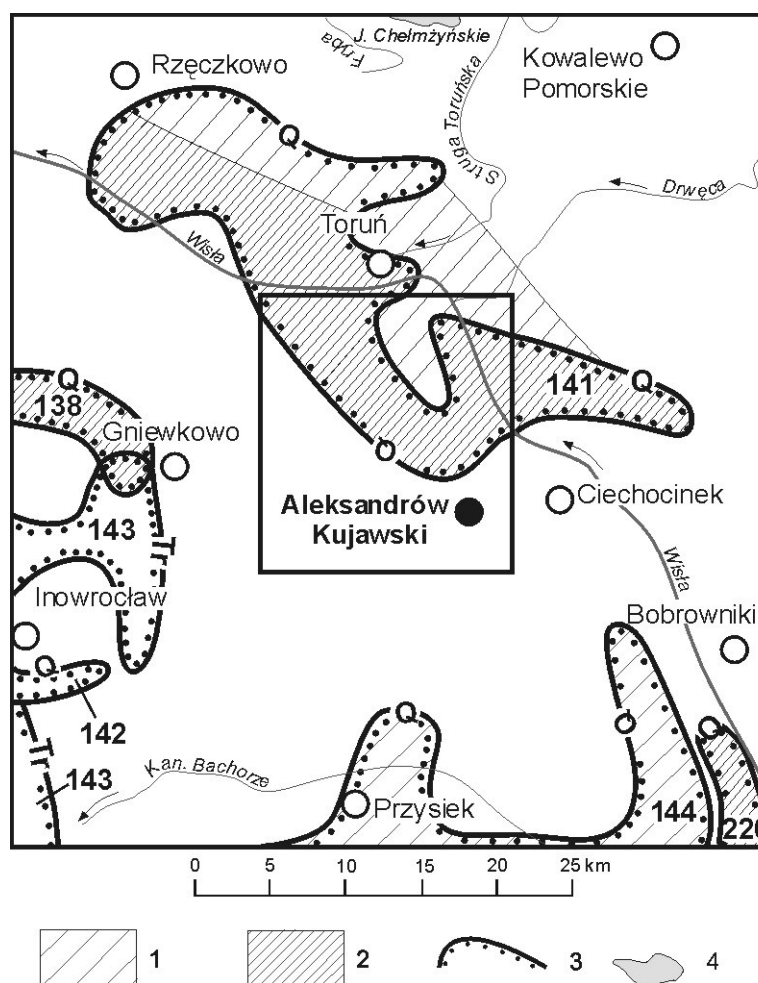 J. Chełmżyńskie
Fryba
Kowalewo
Pomorskie
Rzęczkowo
Struga Toruńska
Q
Drwęca
Toruń
Wisła
Q
138
141
Q
Gniewkowo
Q
143
Aleksandrów
Kujawski
Ciechocinek
Tr
Wisła
Inowrocław
Bobrowniki
Q
Q
Q
Q
142
Tr
143
Kan. Bachorze
Przysiek
144
220
0 5 10 15 20 25 km
1 2 3 4